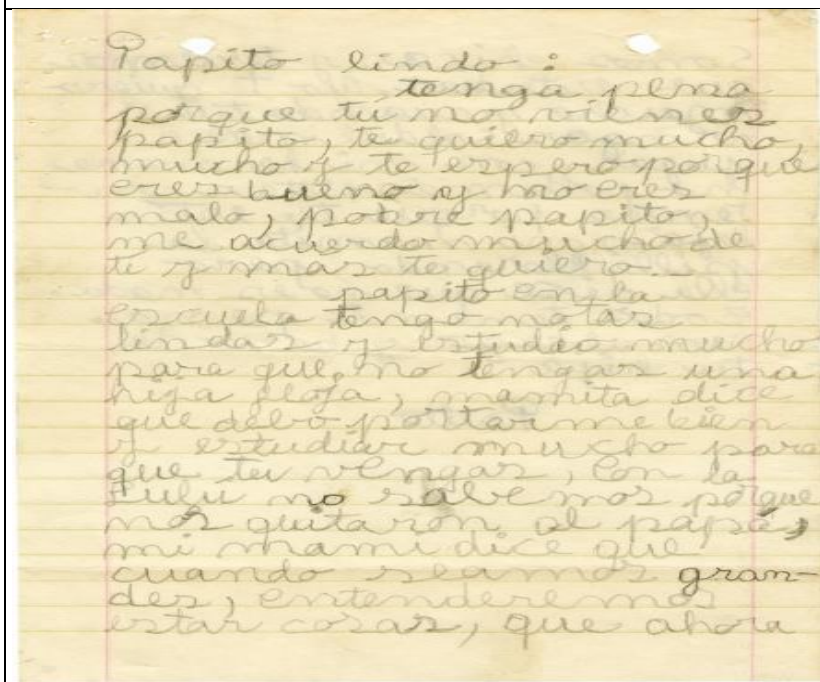 Papito lindo :
tengo pena
porque tu no vienes
papito, te quiero mucho,
mucho y te espero porque
eres bueno y no eres
malo, pobre papito,
me acuerdo mucho de
ti y mas te quiero.
papito en la
escuela tengo notas
lindas y estudio mucho
para que no tengas una
hija floja, mamita dice
que debo portarme bien
y estudiar mucho para
que tu vengas, con la
Lulu no sabemos porque
nos quitaron al papá,
mi mami dice que
cuando seamos gran-
des, entenderemos
estas cosas, que ahora